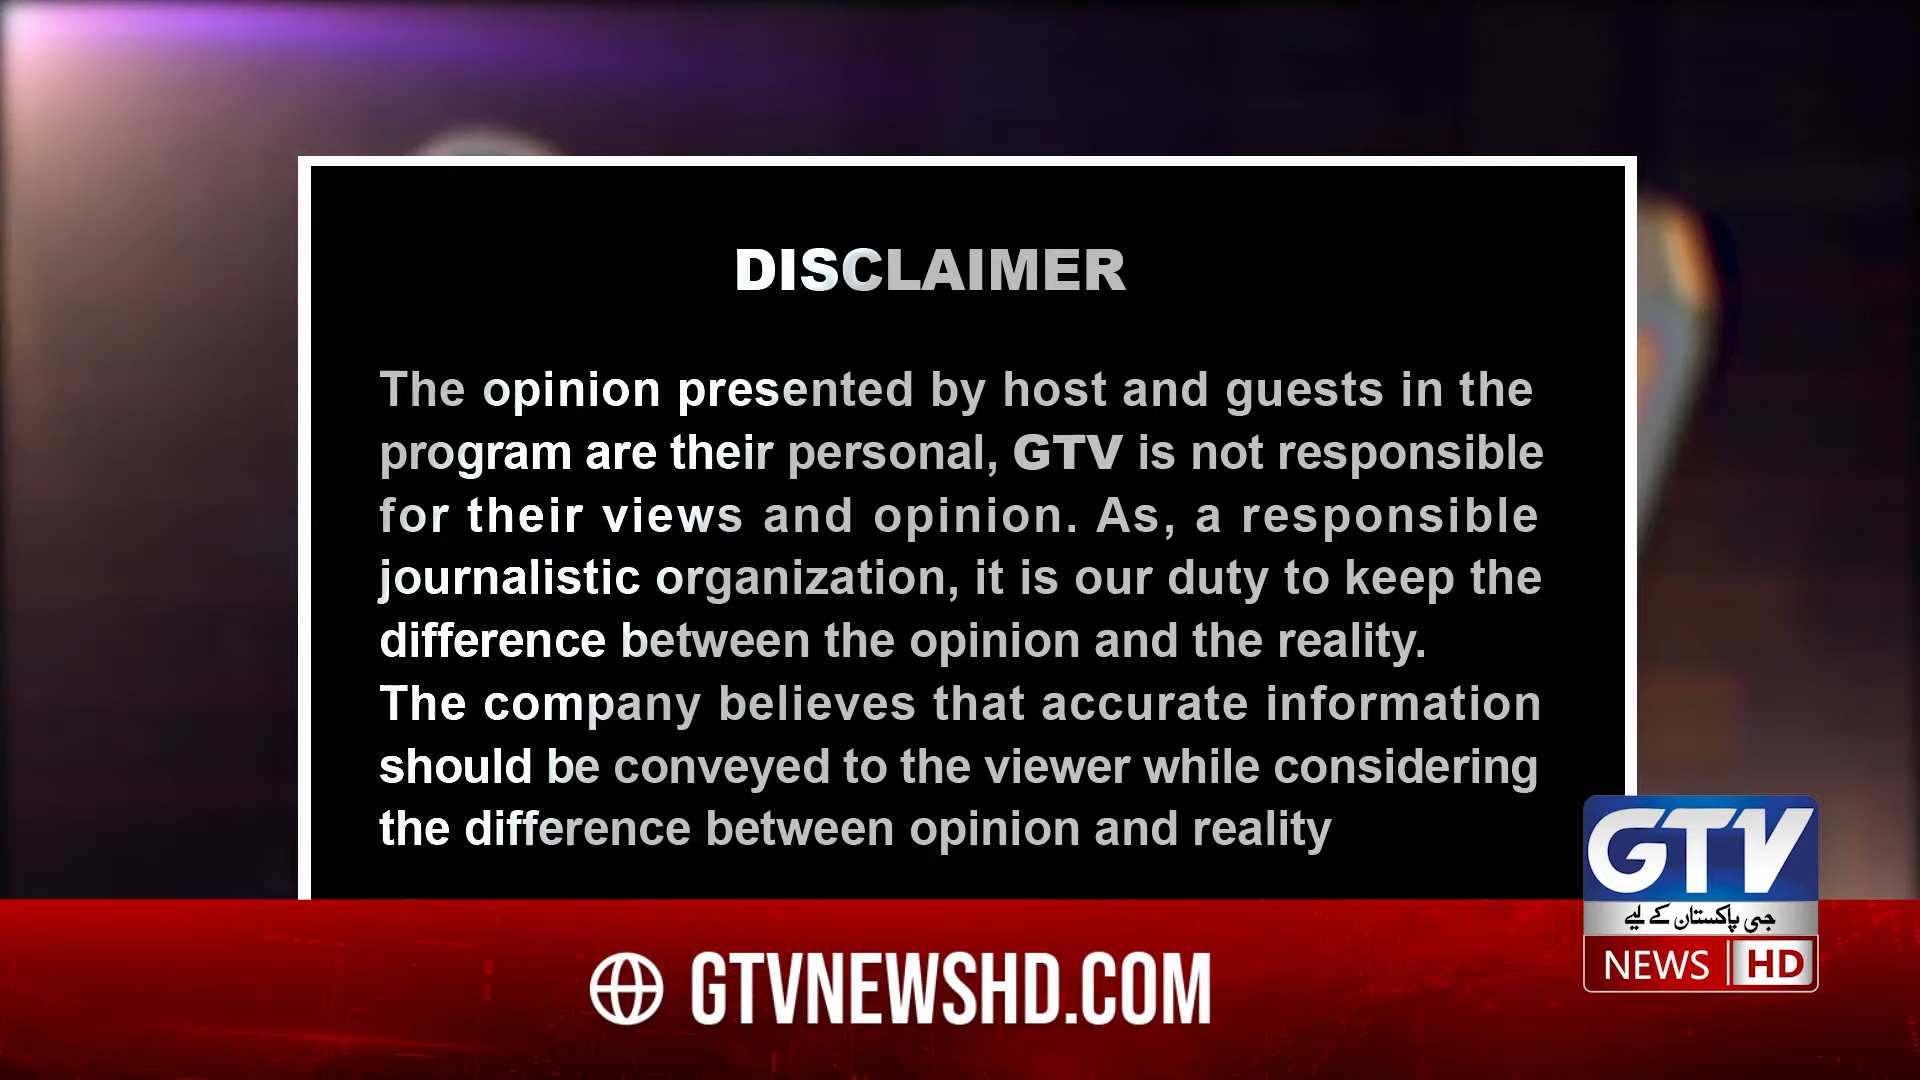 DISCLAIMER
The opinion presented by host and guests in the
program are their personal, GTV is not responsible
for their views and opinion. As, a responsible
journalistic organization, it is our duty to keep the
difference between the opinion and the reality.
The company believes that accurate information
should be conveyed to the viewer while considering
the difference between opinion and reality
GTV
جی پاکستان کے لیے
NEWS HD
GTVNEWSHD.COM